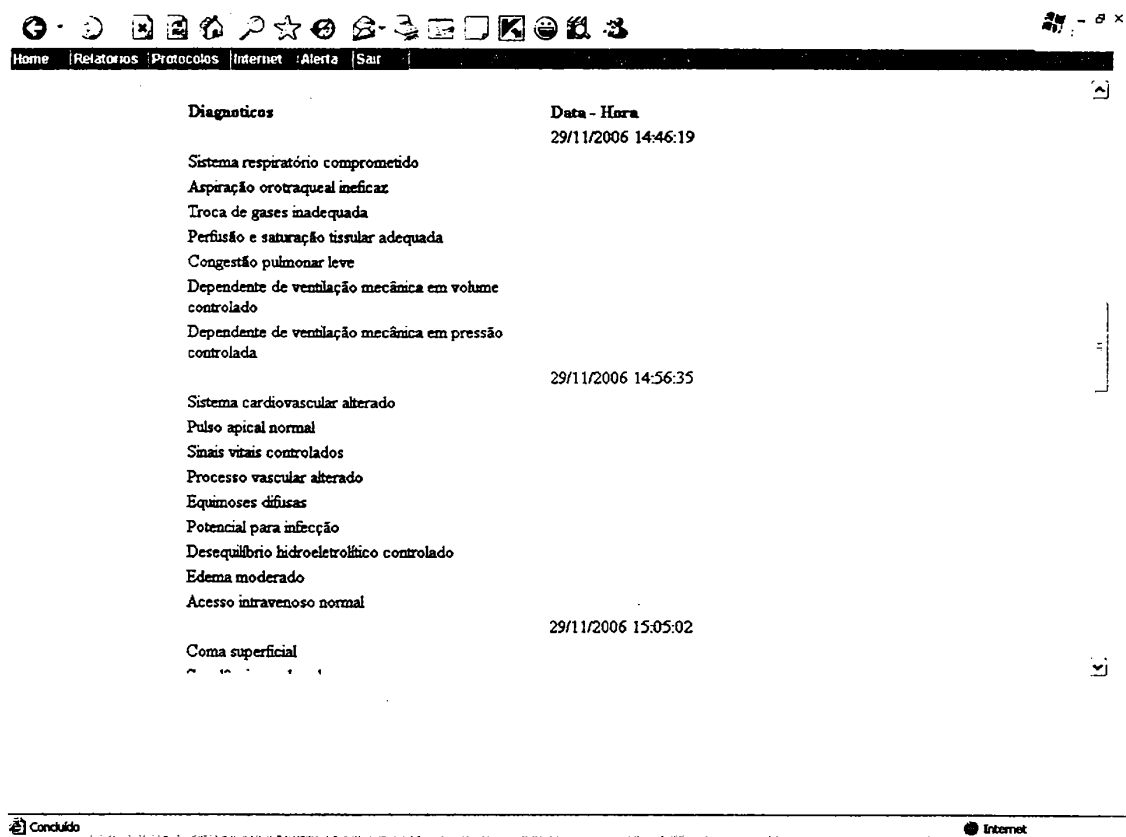 Home Relatorios Protocolos Internet Alerta Sair
Diagnoticos Data - Hora
29/11/2006 14:46:19
Sistema respiratório comprometido
Aspiração orotraqueal ineficaz
Troca de gases inadequada
Perfusão e saturação tissular adequada
Congestão pulmonar leve
Dependente de ventilação mecânica em volume
controlado
Dependente de ventilação mecânica em pressão
controlada
29/11/2006 14:56:35
Sistema cardiovascular alterado
Pulso apical normal
Sinais vitais controlados
Processo vascular alterado
Equimoses difusas
Potencial para infecção
Desequilíbrio hidroeletrolítico controlado
Edema moderado
Acesso intravenoso normal
29/11/2006 15:05:02
Coma superficial
Concluído Internet